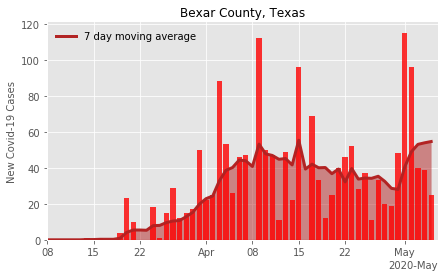 Bexar County, Texas
7 day moving average
New Covid-19 Cases
120
100
80
60
40
20
0
08
15
22
Apr
08
15
22
May
2020-May